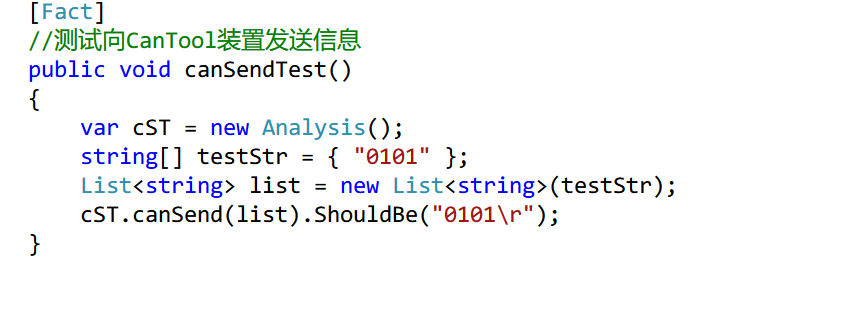 [Fact]
//测试向CanTool装置发送信息
public void canSendTest()
{
    var cST = new Analysis();
    string[] testStr = { "0101" };
    List<string> list = new List<string>(testStr);
    cST.canSend(list).ShouldBe("0101\r");
}